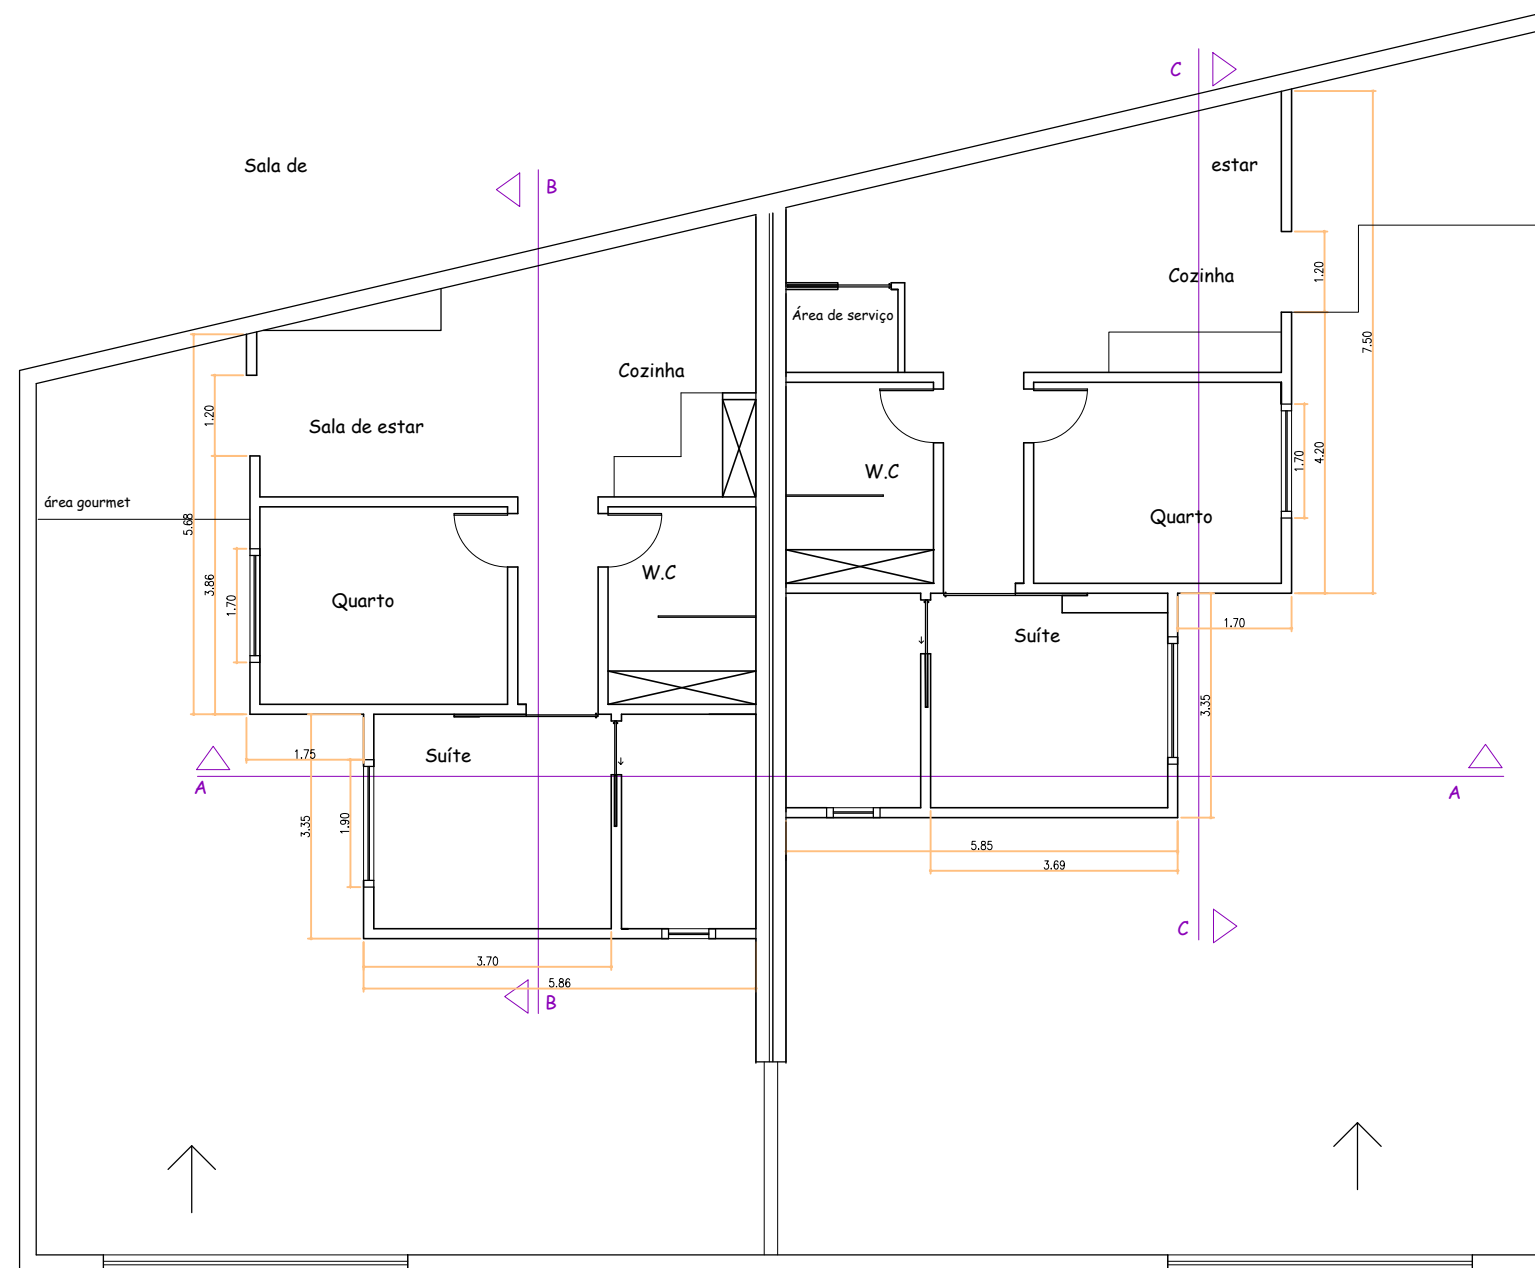 C
Sala de
estar
B
Cozinha
1.20
Área de serviço
7.50
Cozinha
1.20
Sala de estar
W.C
1.70
4.20
área gourmet
5.68
Quarto
W.C
3.86
1.70
Quarto
1.70
Suíte
3.35
Suíte
1.75
A
A
3.35
1.90
5.85
3.69
C
3.70
5.86
B